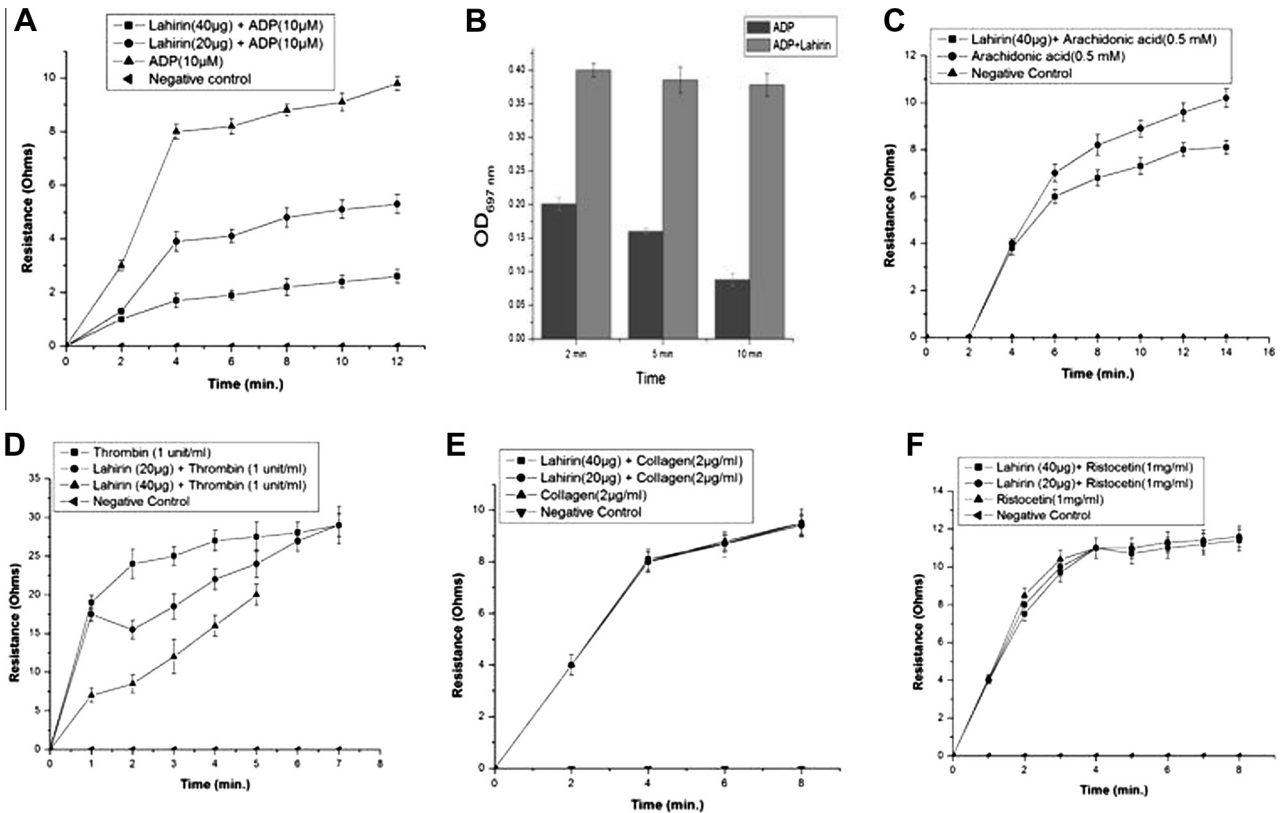 A
Lahirin(40µg) + ADP(10µM)
Lahirin(20µg) + ADP(10µM)
ADP(10µM)
Negative control
Resistance (Ohms)
10
8
6
4
2
0
0 2 4 6 8 10 12
Time (min.)
B
ADP
ADP+Lahirin
OD697 nm
0.40
0.35
0.30
0.25
0.20
0.15
0.10
0.05
0.00
2 min 5 min 10 min
Time
C
Lahirin(40µg)+ Arachidonic acid(0.5 mM)
Arachidonic acid(0.5 mM)
Negative Control
Resistance (Ohms)
12
10
8
6
4
2
0
0 2 4 6 8 10 12 14 16
Time (min.)
D
Thrombin (1 unit/ml)
Lahirin (20µg) + Thrombin (1 unit/ml)
Lahirin (40µg) + Thrombin (1 unit/ml)
Negative Control
Resistance (Ohms)
35
30
25
20
15
10
5
0
0 1 2 3 4 5 6 7 8
Time (min.)
E
Lahirin(40µg) + Collagen(2µg/ml)
Lahirin(20µg) + Collagen(2µg/ml)
Collagen(2µg/ml)
Negative Control
Resistance (Ohms)
10
8
6
4
2
0
0 2 4 6 8
Time (min.)
F
Lahirin (40µg)+ Ristocetin(1mg/ml)
Lahirin (20µg)+ Ristocetin(1mg/ml)
Ristocetin(1mg/ml)
Negative Control
Resistance (Ohms)
14
12
10
8
6
4
2
0
0 2 4 6 8
Time (min.)